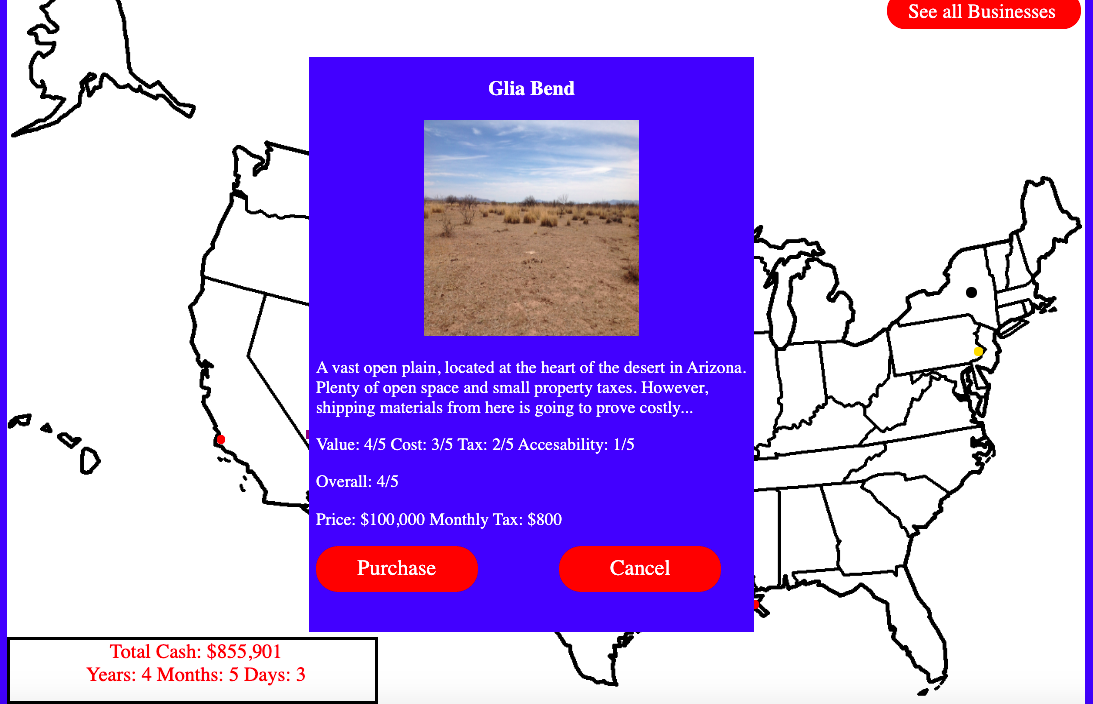 See all Businesses
Glia Bend
A vast open plain, located at the heart of the desert in Arizona.
Plenty of open space and small property taxes. However,
shipping materials from here is going to prove costly...
Value: 4/5 Cost: 3/5 Tax: 2/5 Accesability: 1/5
Overall: 4/5
Price: $100,000 Monthly Tax: $800
Purchase
Cancel
Total Cash: $855,901
Years: 4 Months: 5 Days: 3